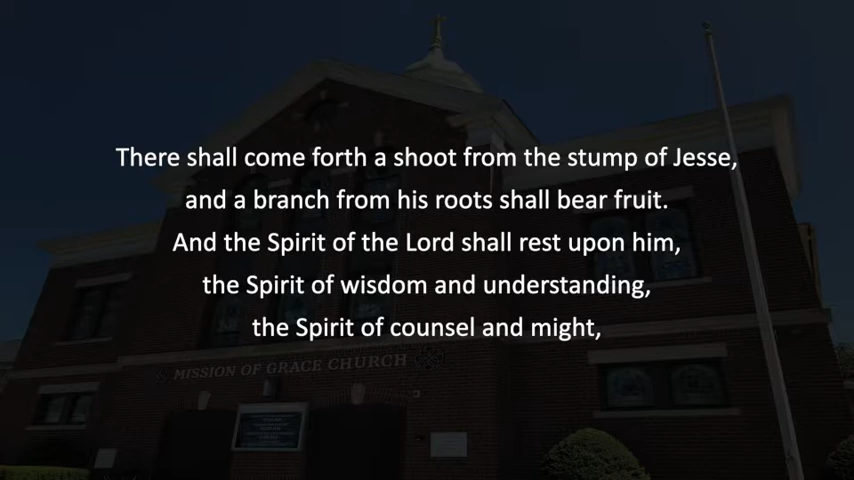 There shall come forth a shoot from the stump of Jesse,
and a branch from his roots shall bear fruit.
And the Spirit of the Lord shall rest upon him,
the Spirit of wisdom and understanding,
the Spirit of counsel and might,
MISSION OF GRACE CHURCH